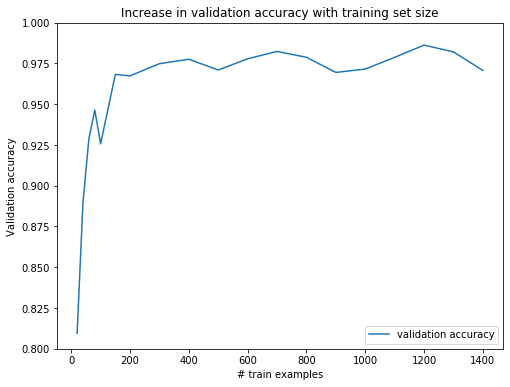 Increase in validation accuracy with training set size
1.000
0.975
0.950
0.925
0.900
0.875
0.850
0.825
0.800
Validation accuracy
validation accuracy
0 200 400 600 800 1000 1200 1400
# train examples